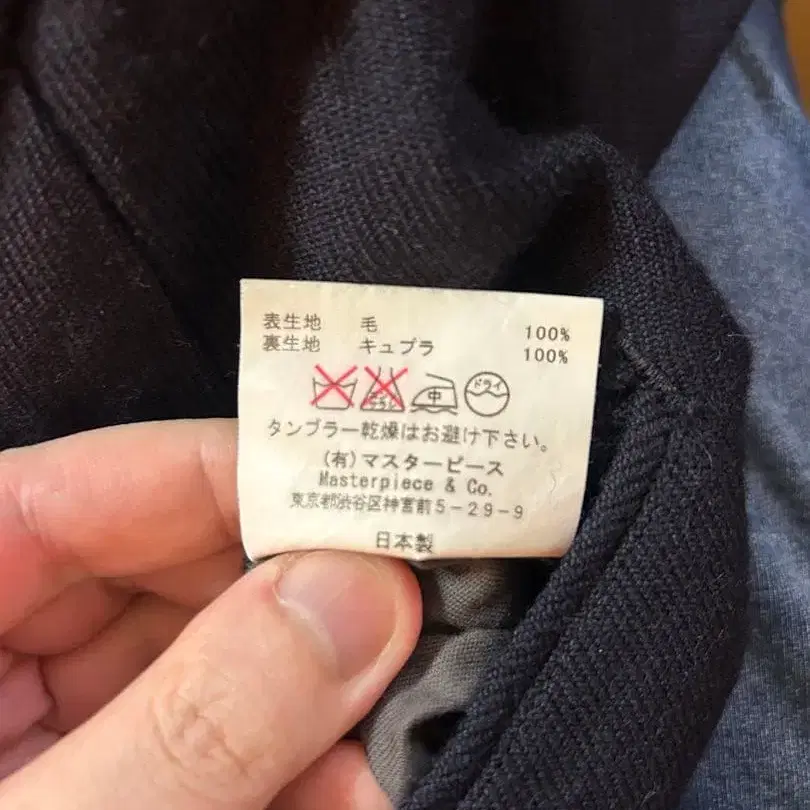 表生地 毛 100%
裏生地 キュプラ 100%
中 ドライ
タンブラー乾燥はお避け下さい。
(有)マスターピース
Masterpiece & Co.
東京都渋谷区神宮前5-29-9
日本製